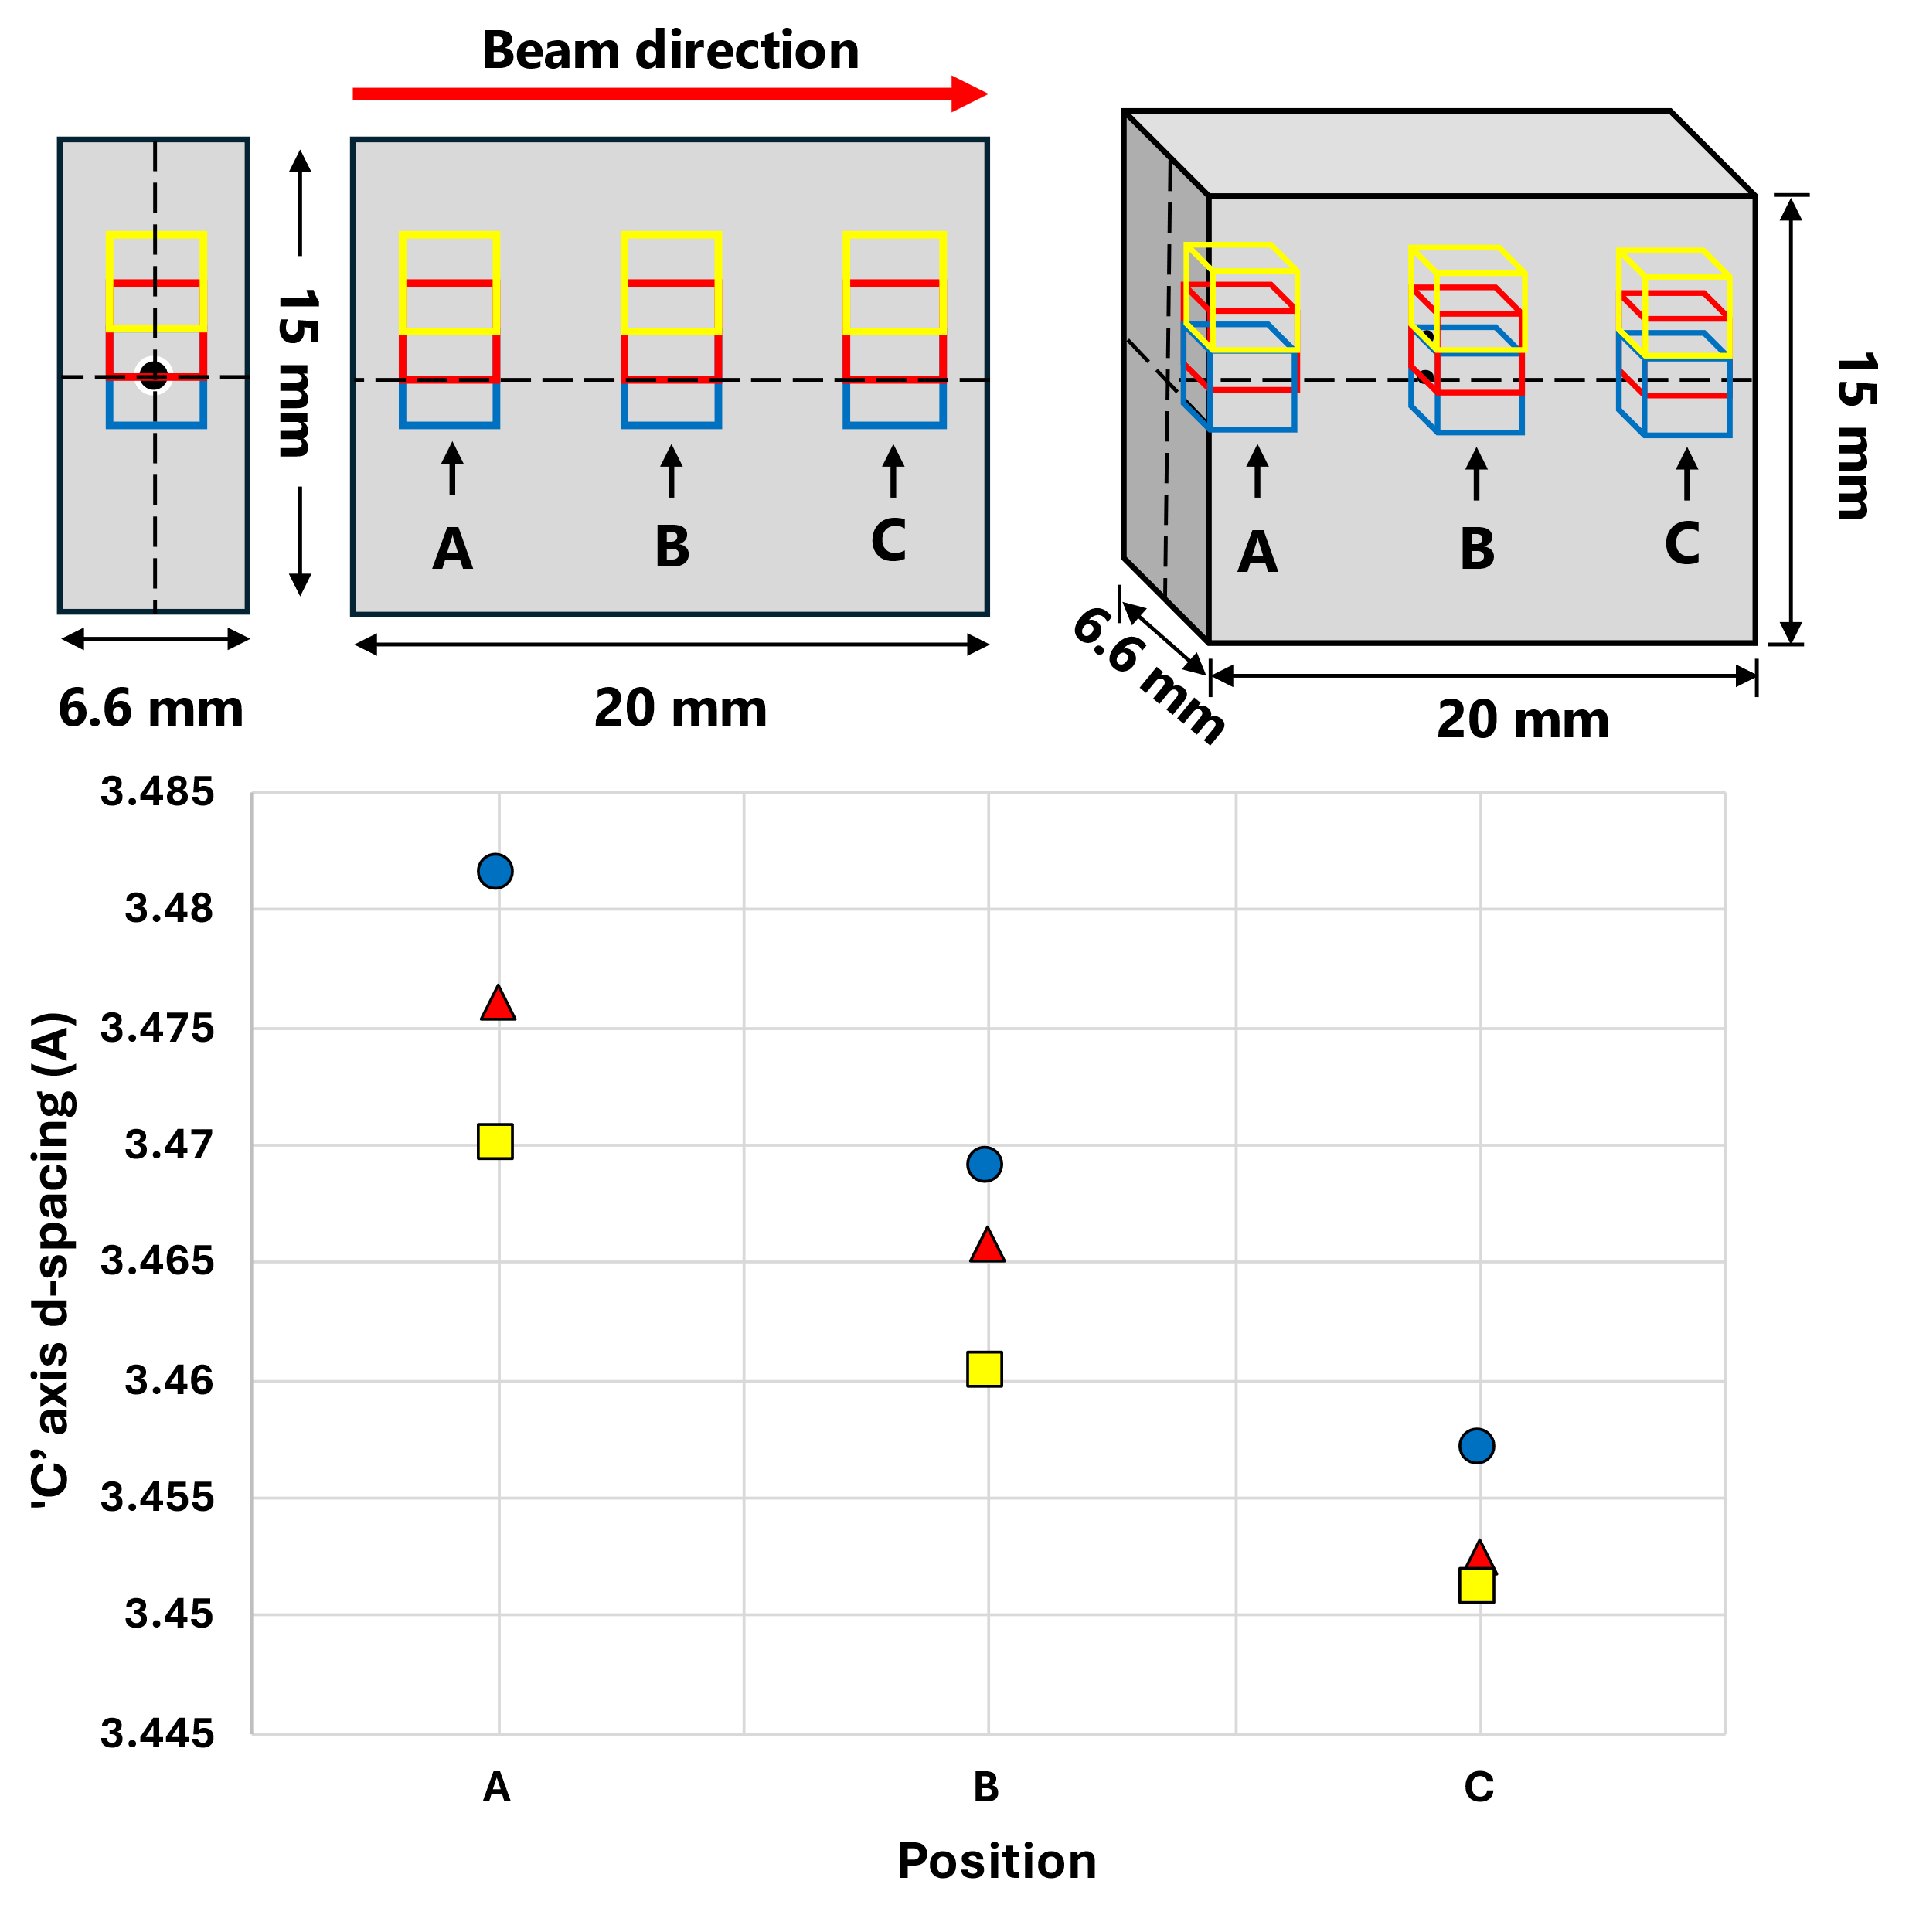 Beam direction
15 mm
A
B
C
6.6 mm
20 mm
A
B
C
15 mm
6.6 mm
20 mm
3.485
3.48
3.475
3.47
3.465
3.46
3.455
3.45
3.445
'C’ axis d-spacing (A)
A
B
C
Position